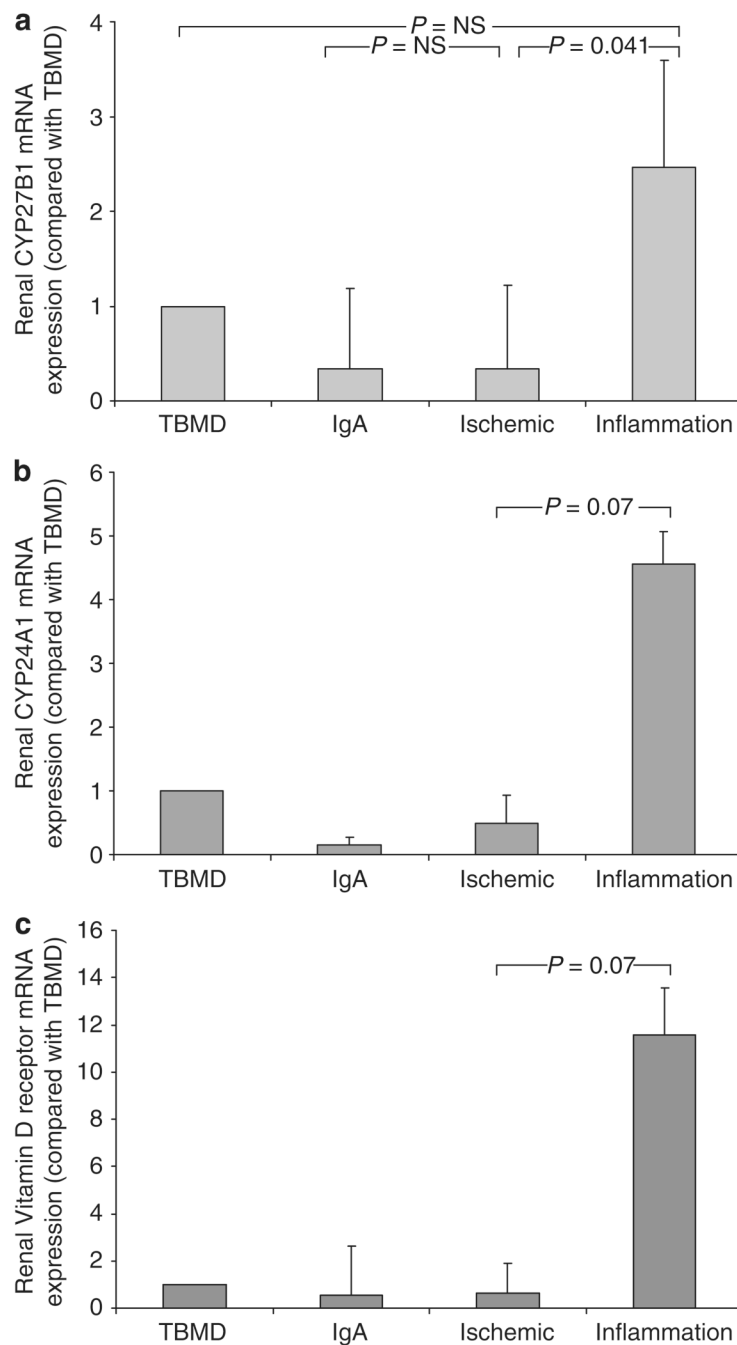 a
Renal CYP27B1 mRNA
expression (compared with TBMD)
4
3
2
1
0
P = NS
P = NS
P = 0.041
TBMD
IgA
Ischemic
Inflammation
b
Renal CYP24A1 mRNA
expression (compared with TBMD)
6
5
4
3
2
1
0
P = 0.07
TBMD
IgA
Ischemic
Inflammation
c
Renal Vitamin D receptor mRNA
expression (compared with TBMD)
16
14
12
10
8
6
4
2
0
P = 0.07
TBMD
IgA
Ischemic
Inflammation